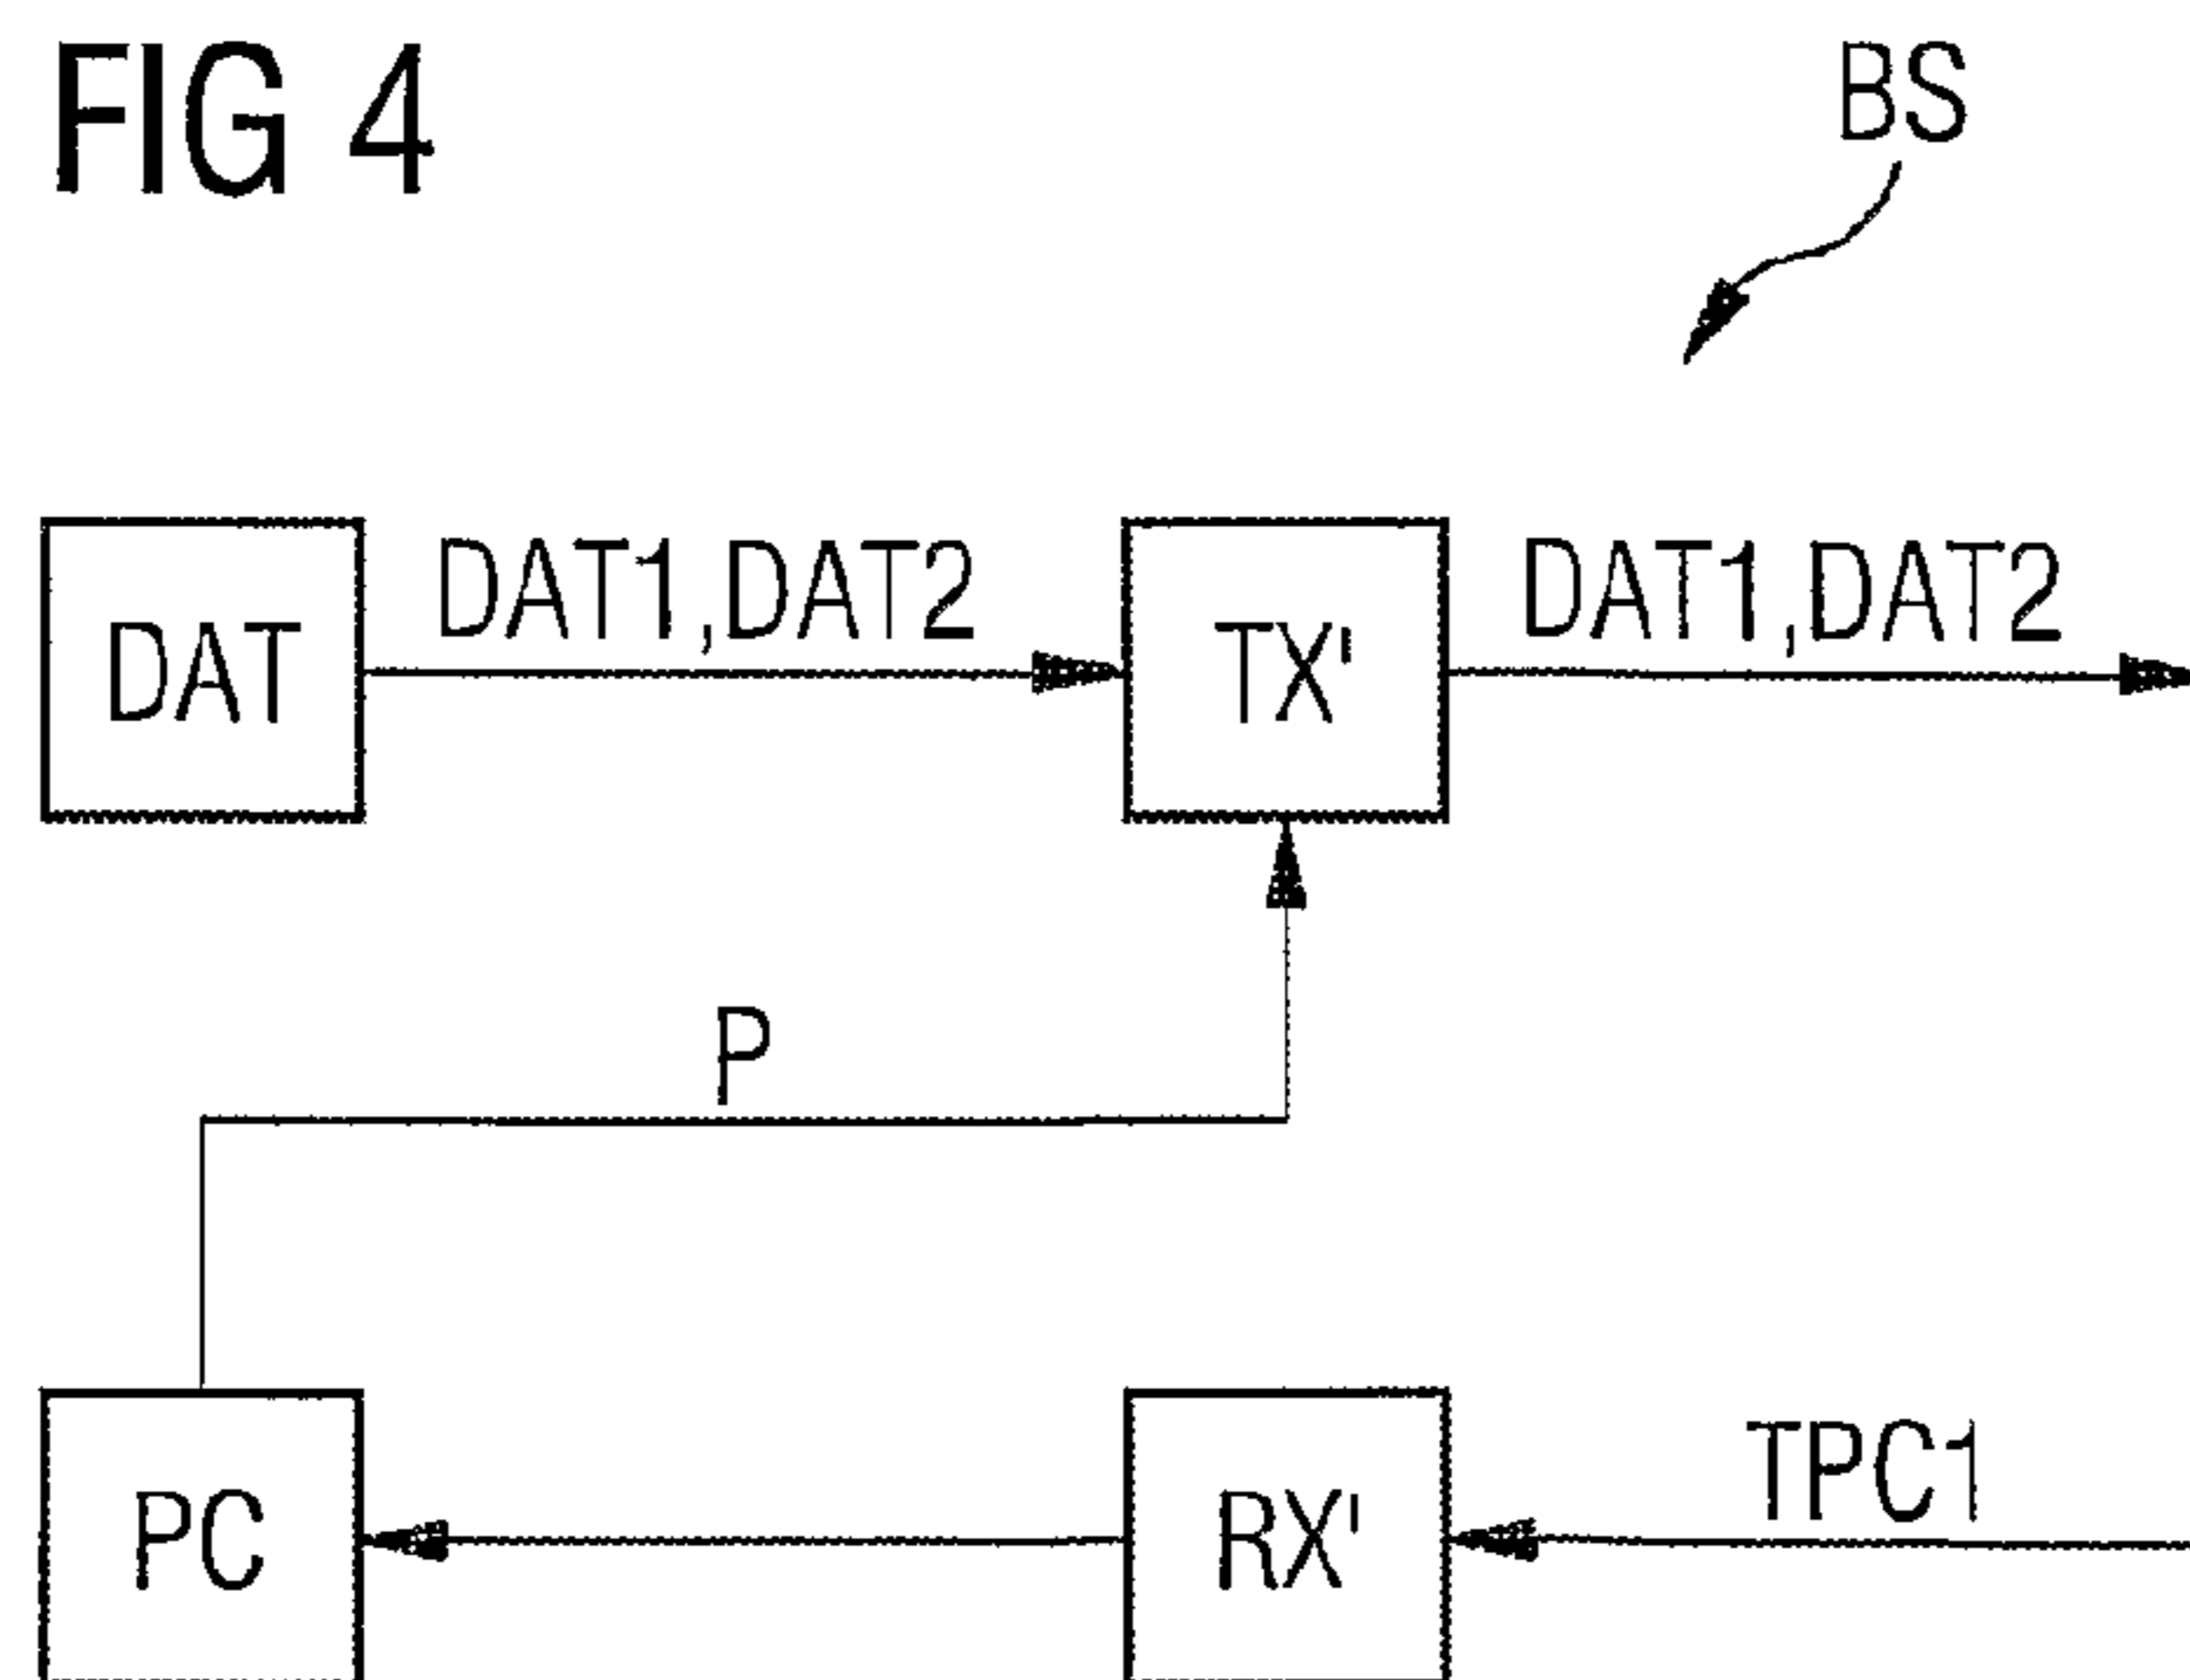 FIG 4
BS
DAT
DAT1,DAT2
TX'
DAT1,DAT2
P
PC
RX'
TPC1